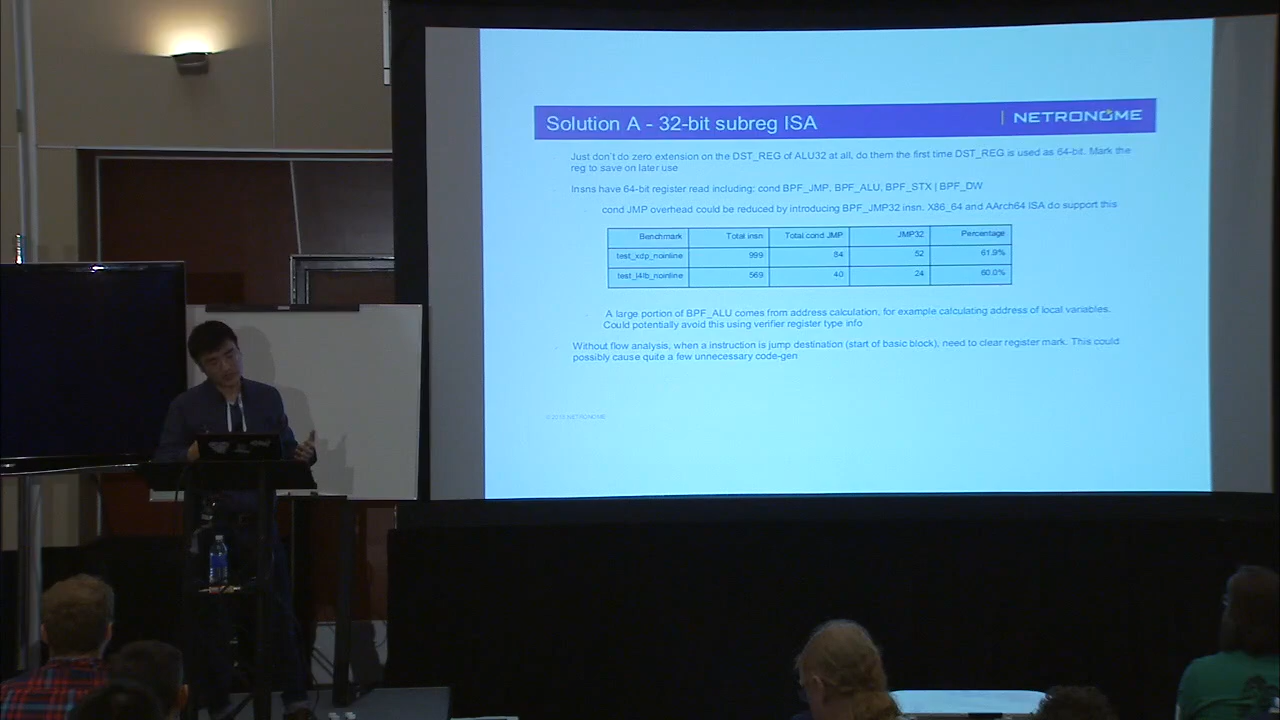 Solution A - 32-bit subreg ISA
NETRONOME
Just don't do zero extension on the DST_REG of ALU32 at all, do them the first time DST_REG is used as 64-bit. Mark the
reg to save on later use
Insns have 64-bit register read including: cond BPF_JMP, BPF_ALU, BPF_STX | BPF_DW
cond JMP overhead could be reduced by introducing BPF_JMP32 insn. X86_64 and AArch64 ISA do support this
Benchmark Total insn Total cond JMP JMP32 Percentage
test_xdp_noinline 999 84 52 61.9%
test_l4lb_noinline 569 40 24 60.0%
A large portion of BPF_ALU comes from address calculation, for example calculating address of local variables.
Could potentially avoid this using verifier register type info
Without flow analysis, when a instruction is jump destination (start of basic block), need to clear register mark. This could
possibly cause quite a few unnecessary code-gen
© 2018 NETRONOME